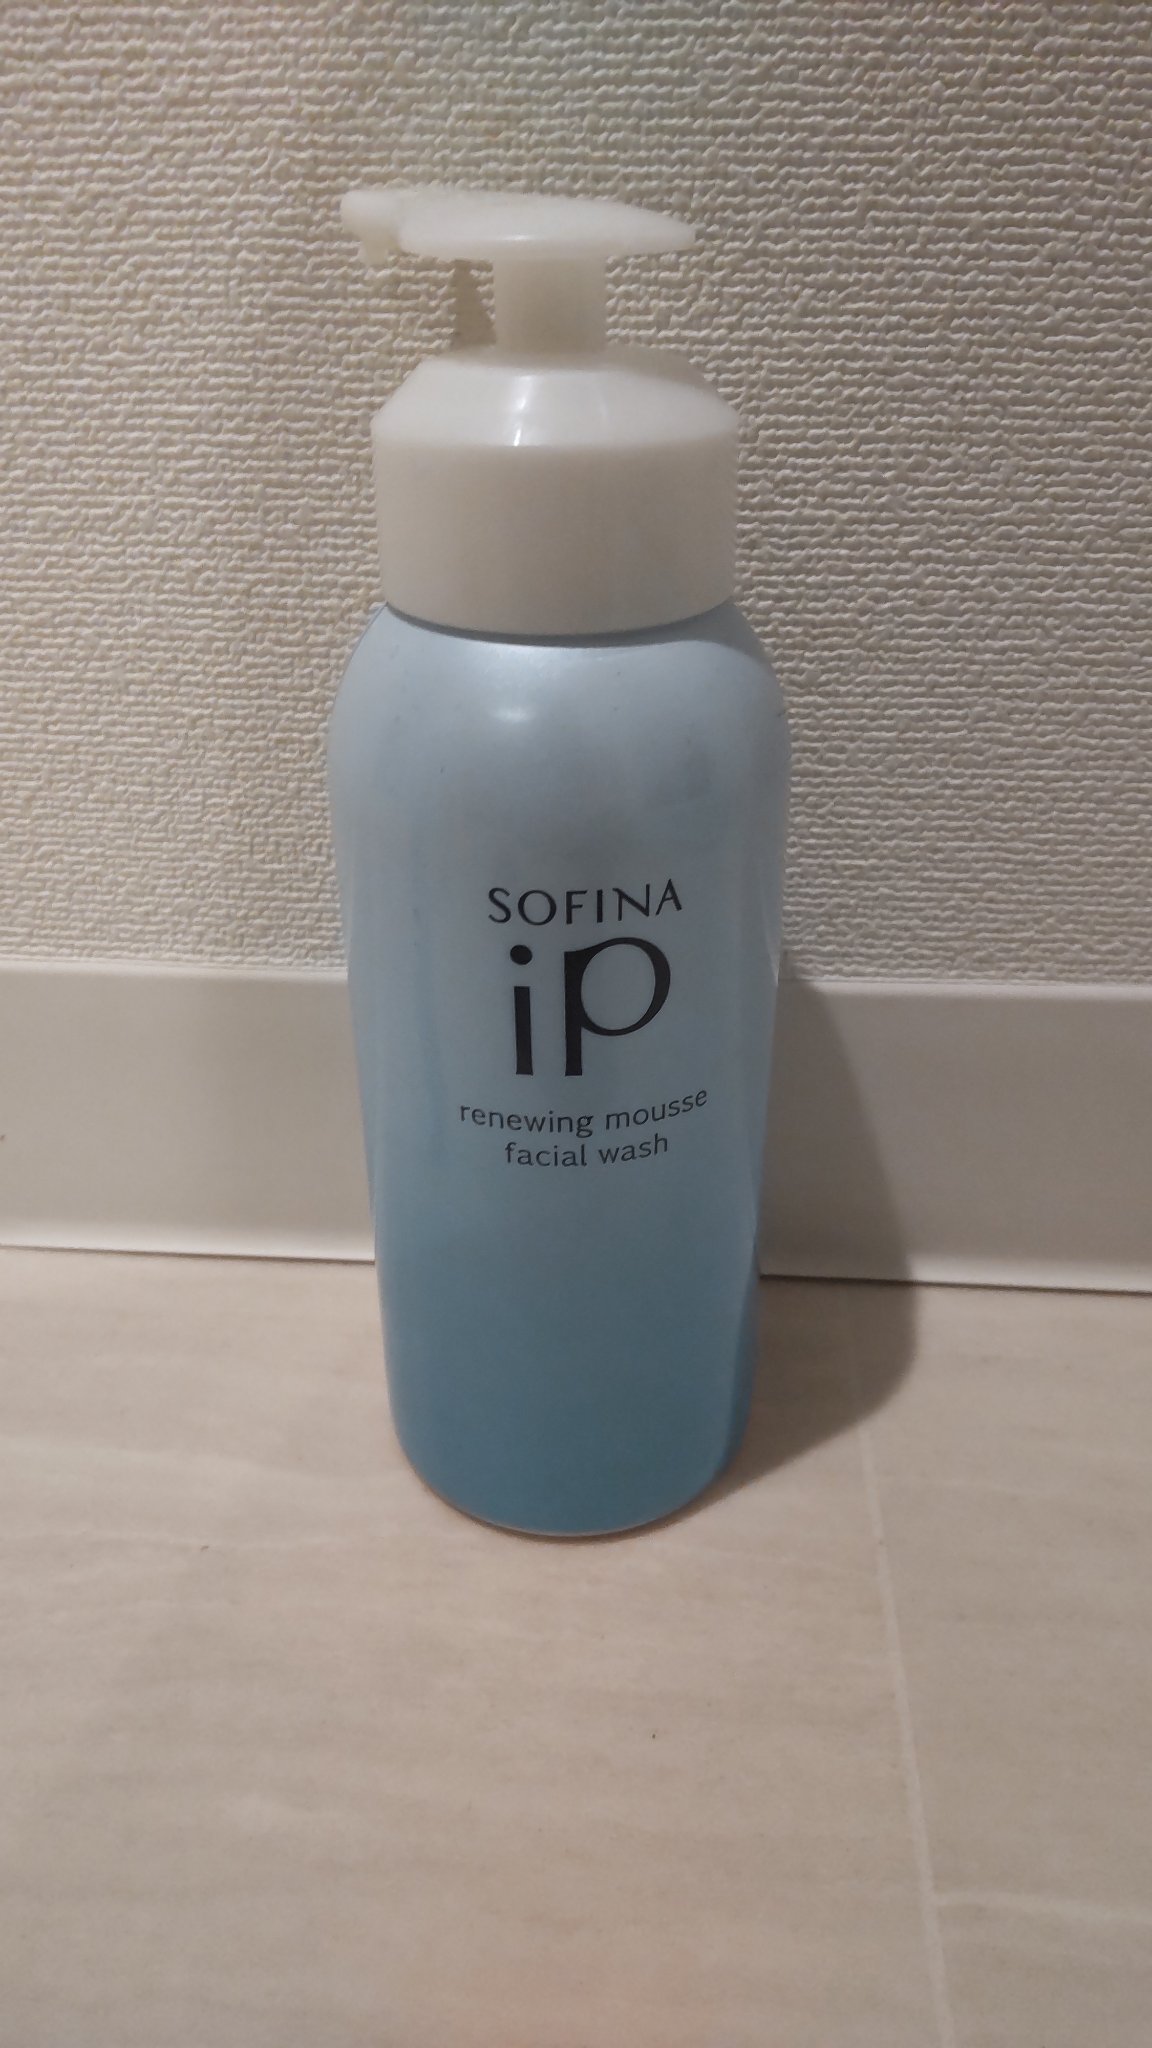 SOFINA
ip
renewing mousse
facial wash